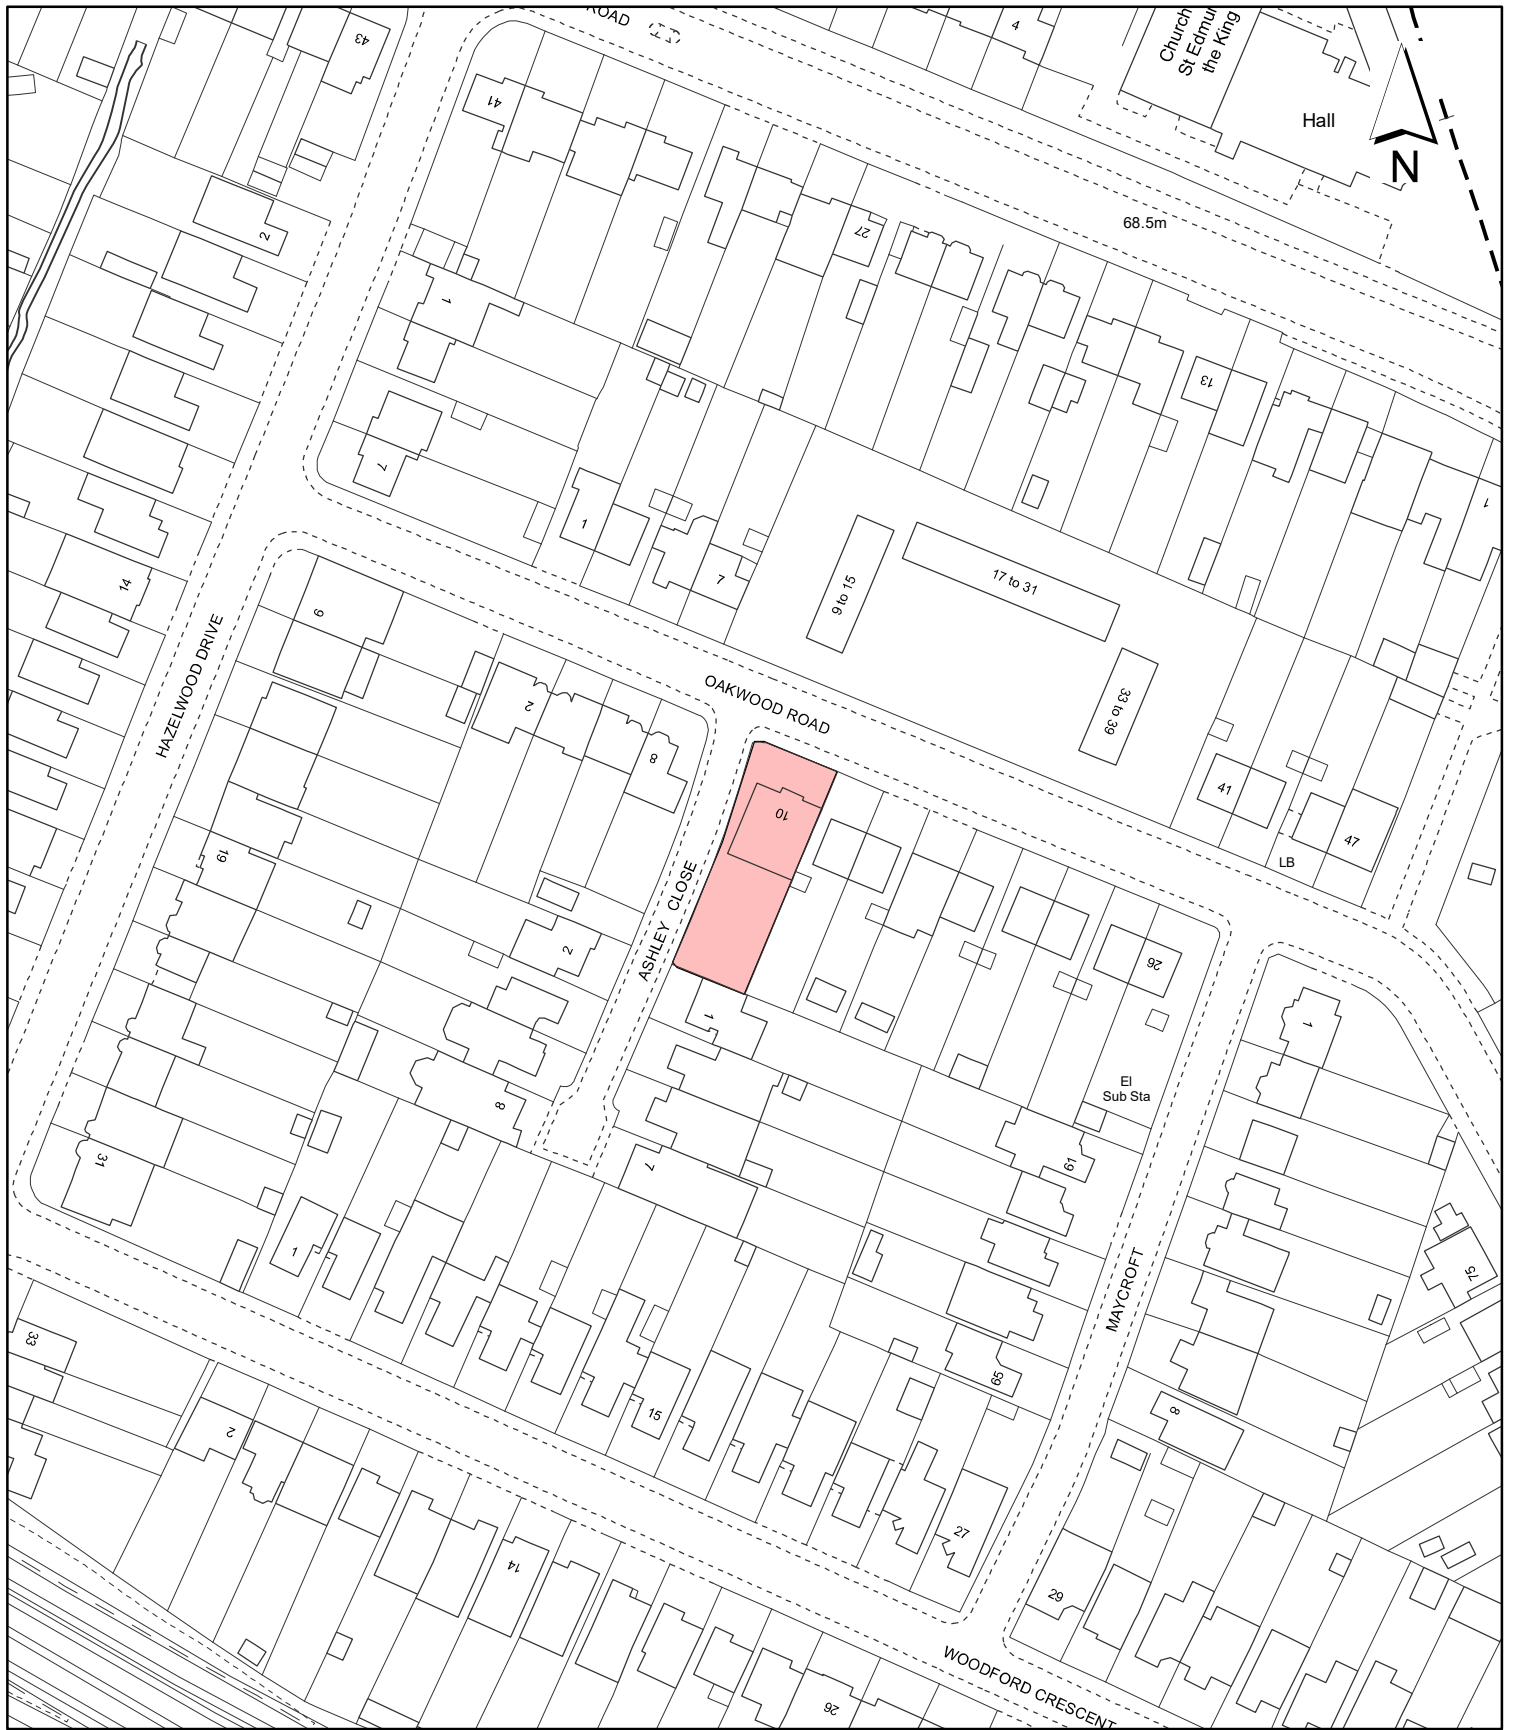 ROAD
4
Church
St Edmu
the King
Hall
N
43
41
68.5m
27
2
1
13
7
1
1
7
9 to 15
17 to 31
33 to 39
14
6
HAZELWOOD DRIVE
OAKWOOD ROAD
2
8
10
41
47
LB
19
ASHLEY CLOSE
2
26
1
1
El
Sub Sta
8
31
7
61
1
MAYCROFT
75
33
65
2
15
8
27
14
29
26
WOODFORD CRESCENT